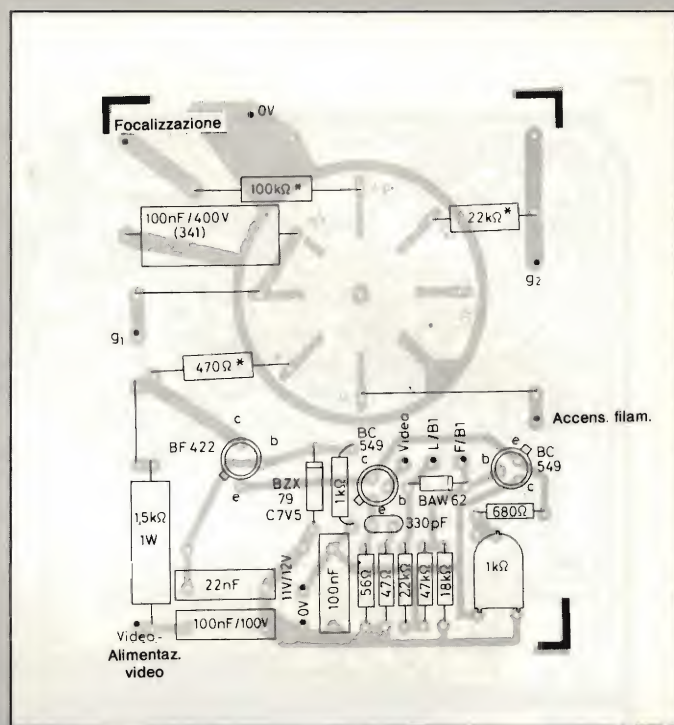 Focalizzazione
0V
100kΩ*
100nF/400V
(341)
22kΩ*
g2
g1
470Ω*
Accens. filam.
BF 422
c
b
e
BZX
79
C7V5
BC
549
1kΩ
c
b
e
Video
L/B1
F/B1
BAW 62
330pF
e
b
c
BC
549
680Ω
1,5kΩ
1W
22nF
11V/12V
0V
100nF
56Ω
47Ω
2,2kΩ
47kΩ
18kΩ
1kΩ
100nF/100V
Video-
Alimentaz.
video